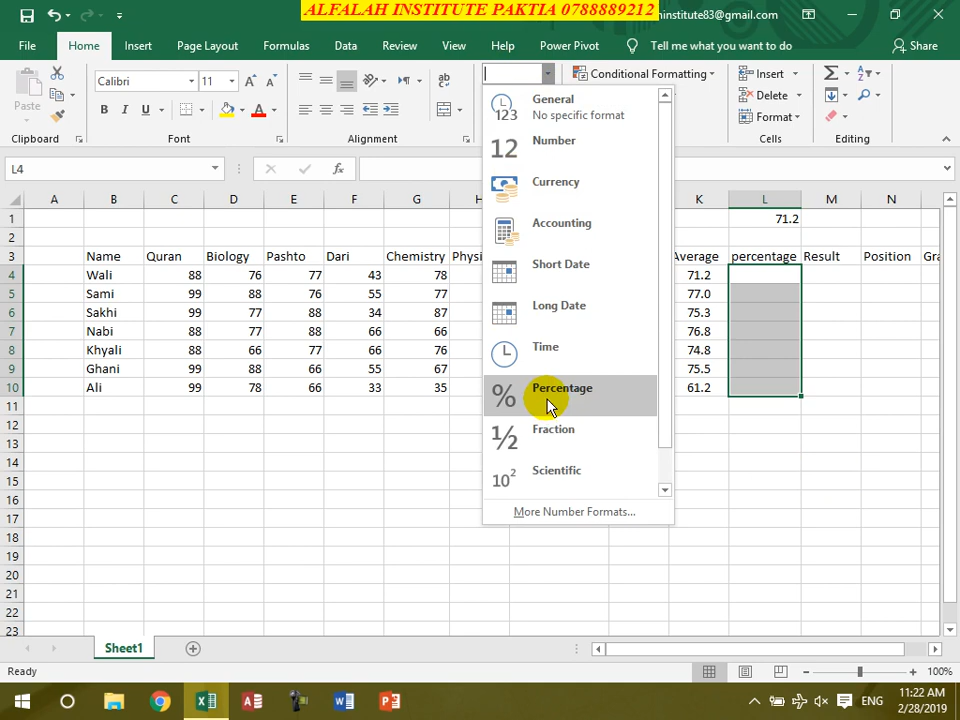 ALFALAH INSTITUTE PAKTIA 0788889212
institute83@gmail.com
File Home Insert Page Layout Formulas Data Review View Help Power Pivot Tell me what you want to do Share
Paste
Calibri 11
B I U A
ab
Conditional Formatting
Insert
Delete
Format
Clipboard Font Alignment Cells Editing
General
No specific format
Number
Currency
Accounting
Short Date
Long Date
Time
Percentage
Fraction
Scientific
More Number Formats...
L4 fx
A B C D E F G H K L M N
1 71.2
2
3 Name Quran Biology Pashto Dari Chemistry Physi Average percentage Result Position Gra
4 Wali 88 76 77 43 78 71.2
5 Sami 99 88 76 55 77 77.0
6 Sakhi 99 77 88 34 87 75.3
7 Nabi 88 77 88 66 66 76.8
8 Khyali 88 66 77 66 76 74.8
9 Ghani 99 88 66 55 67 75.5
10 Ali 99 78 66 33 35 61.2
11
12
13
14
15
16
17
18
19
20
21
22
23
Sheet1
Ready 100%
ENG
11:22 AM
2/28/2019